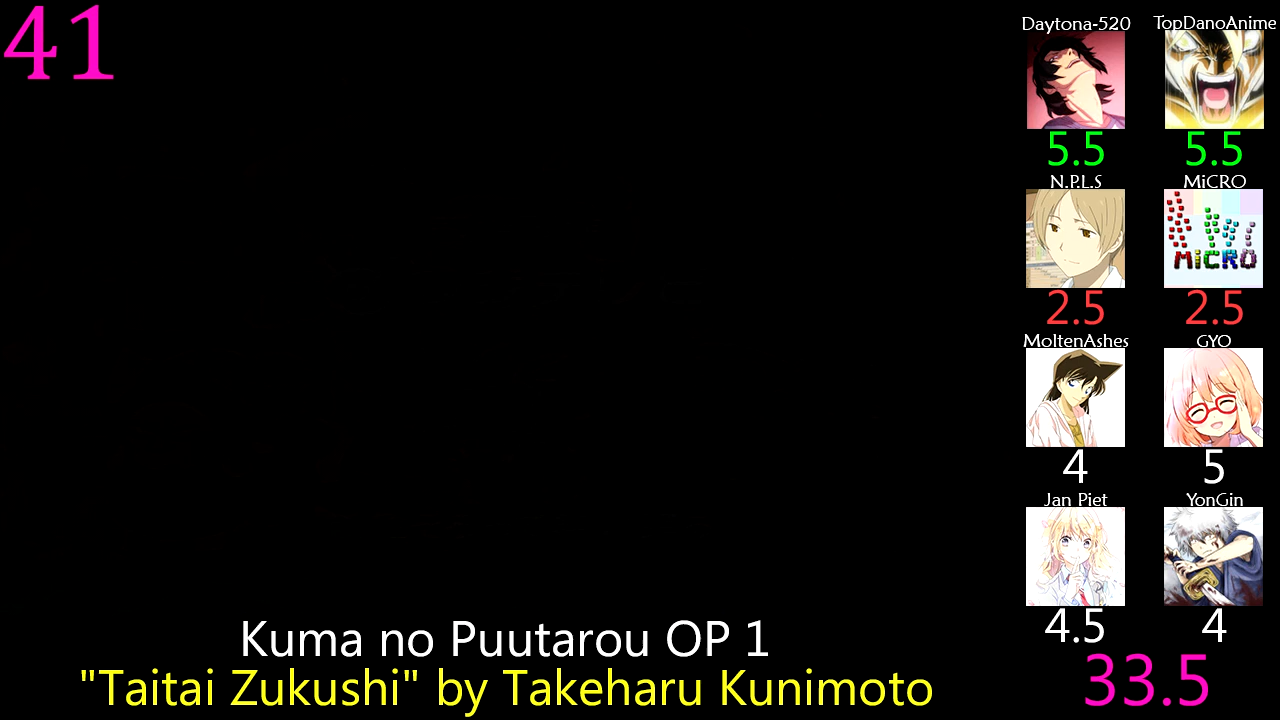 41
Daytona-520 TopDanoAnime
5.5 5.5
N.P.L.S MiCRO
MiCRO
2.5 2.5
MoltenAshes GYO
4 5
Jan Piet YonGin
4.5 4
Kuma no Puutarou OP 1
"Taitai Zukushi" by Takeharu Kunimoto
33.5